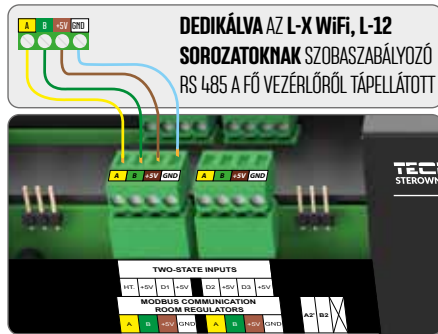 A B +5V GND
DEDIKÁLVA AZ L-X WiFi, L-12
SOROZATOKNAK SZOBASZABÁLYOZÓ
RS 485 A FŐ VEZÉRLŐRŐL TÁPELLÁTOTT
A B +5V GND A B +5V GND
STEROWN
TWO-STATE INPUTS
HT. +5V D1 +5V D2 +5V D3 +5V
MODBUS COMMUNICATION
ROOM REGULATORS
A B +5V GND A B +5V GND
A2' B2